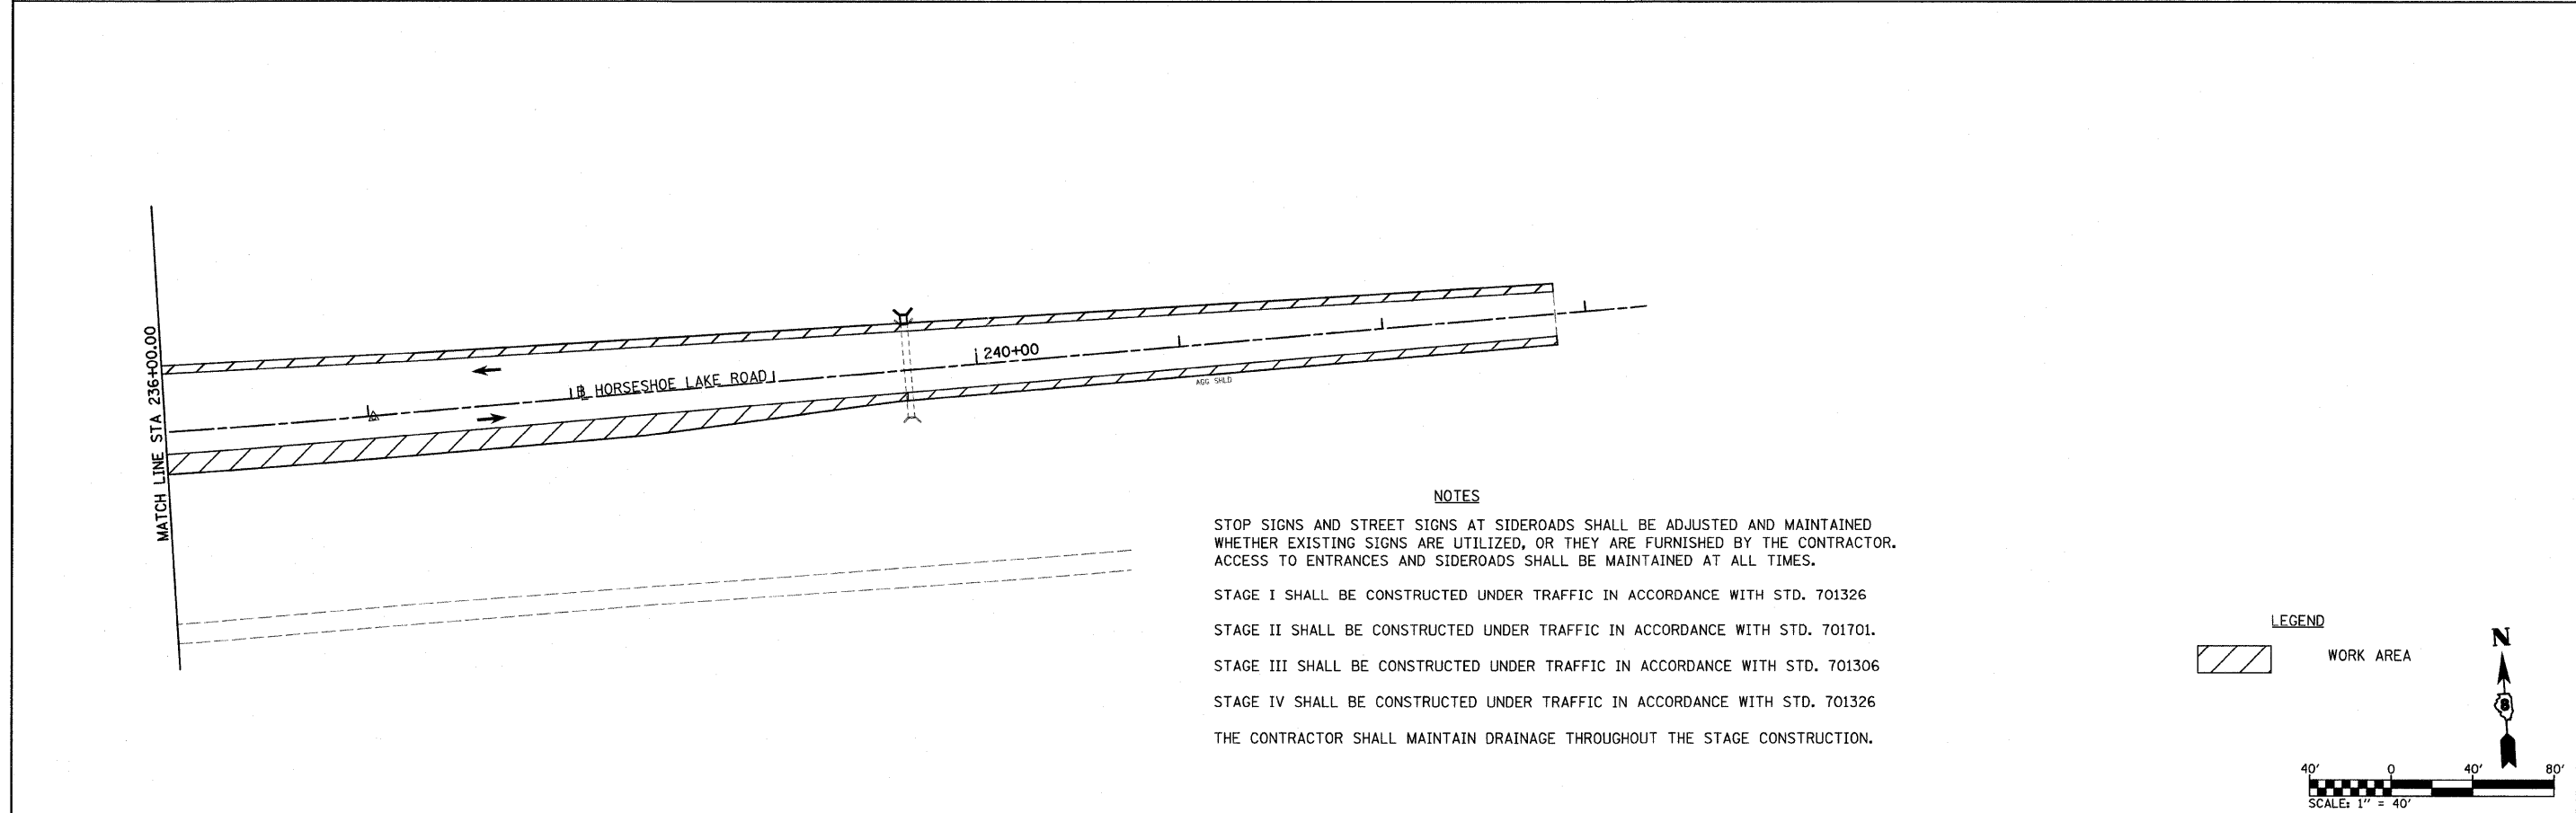 MATCH LINE STA 236+00.00
B HORSESHOE LAKE ROAD
240+00
AGG SHLD
NOTES
STOP SIGNS AND STREET SIGNS AT SIDEROADS SHALL BE ADJUSTED AND MAINTAINED
WHETHER EXISTING SIGNS ARE UTILIZED, OR THEY ARE FURNISHED BY THE CONTRACTOR.
ACCESS TO ENTRANCES AND SIDEROADS SHALL BE MAINTAINED AT ALL TIMES.
STAGE I SHALL BE CONSTRUCTED UNDER TRAFFIC IN ACCORDANCE WITH STD. 701326
STAGE II SHALL BE CONSTRUCTED UNDER TRAFFIC IN ACCORDANCE WITH STD. 701701.
STAGE III SHALL BE CONSTRUCTED UNDER TRAFFIC IN ACCORDANCE WITH STD. 701306
STAGE IV SHALL BE CONSTRUCTED UNDER TRAFFIC IN ACCORDANCE WITH STD. 701326
THE CONTRACTOR SHALL MAINTAIN DRAINAGE THROUGHOUT THE STAGE CONSTRUCTION.
LEGEND
WORK AREA
N
8
40' 0 40' 80'
SCALE: 1" = 40'